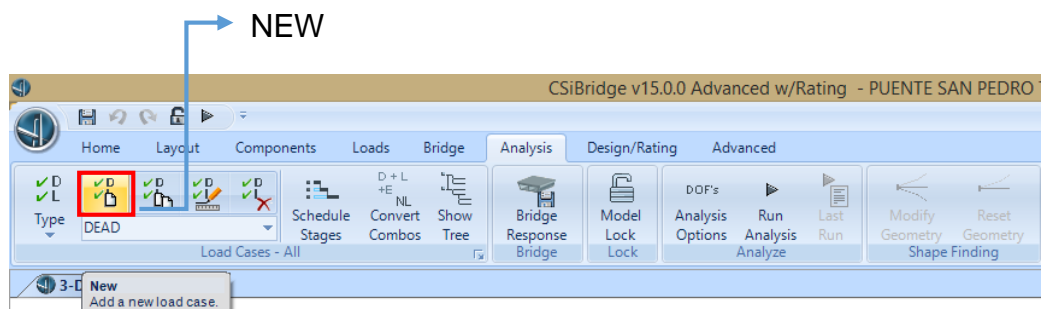 NEW
CSiBridge v15.0.0 Advanced w/Rating - PUENTE SAN PEDRO
Home Layout Components Loads Bridge Analysis Design/Rating Advanced
D
L
Type
D
D
D
D
DEAD
Schedule
Stages
D + L
+E
NL
Convert
Combos
Show
Tree
Bridge
Response
Model
Lock
DOF's
Analysis
Options
Run
Analysis
Last
Run
Modify
Geometry
Reset
Geometry
Load Cases - All Bridge Lock Analyze Shape Finding
3-D
New
Add a new load case.